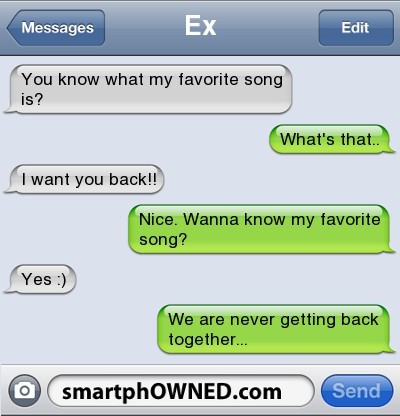 Messages
Ex
Edit
You know what my favorite song
is?
What's that..
I want you back!!
Nice. Wanna know my favorite
song?
Yes :)
We are never getting back
together...
smartphOWNED.com
Send